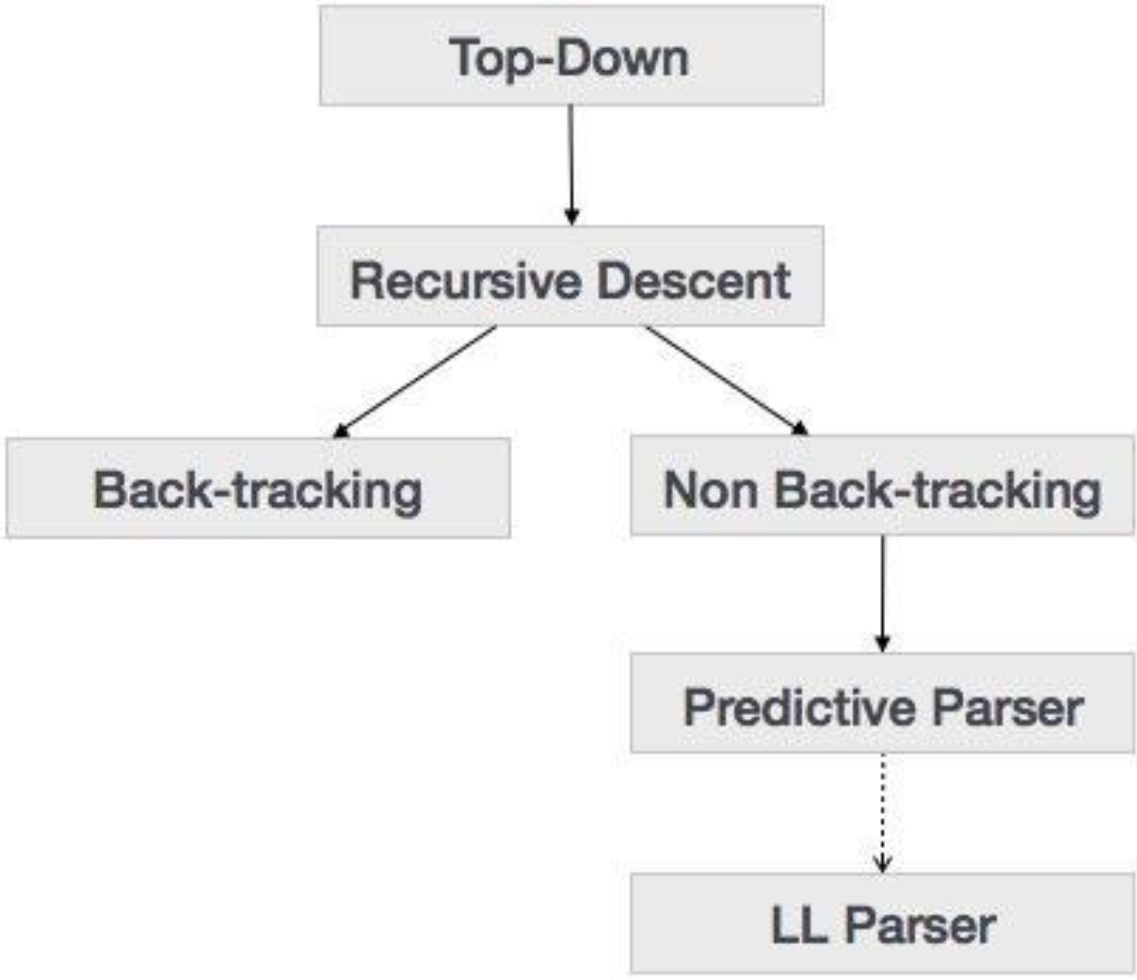 Top-Down
Recursive Descent
Back-tracking
Non Back-tracking
Predictive Parser
LL Parser